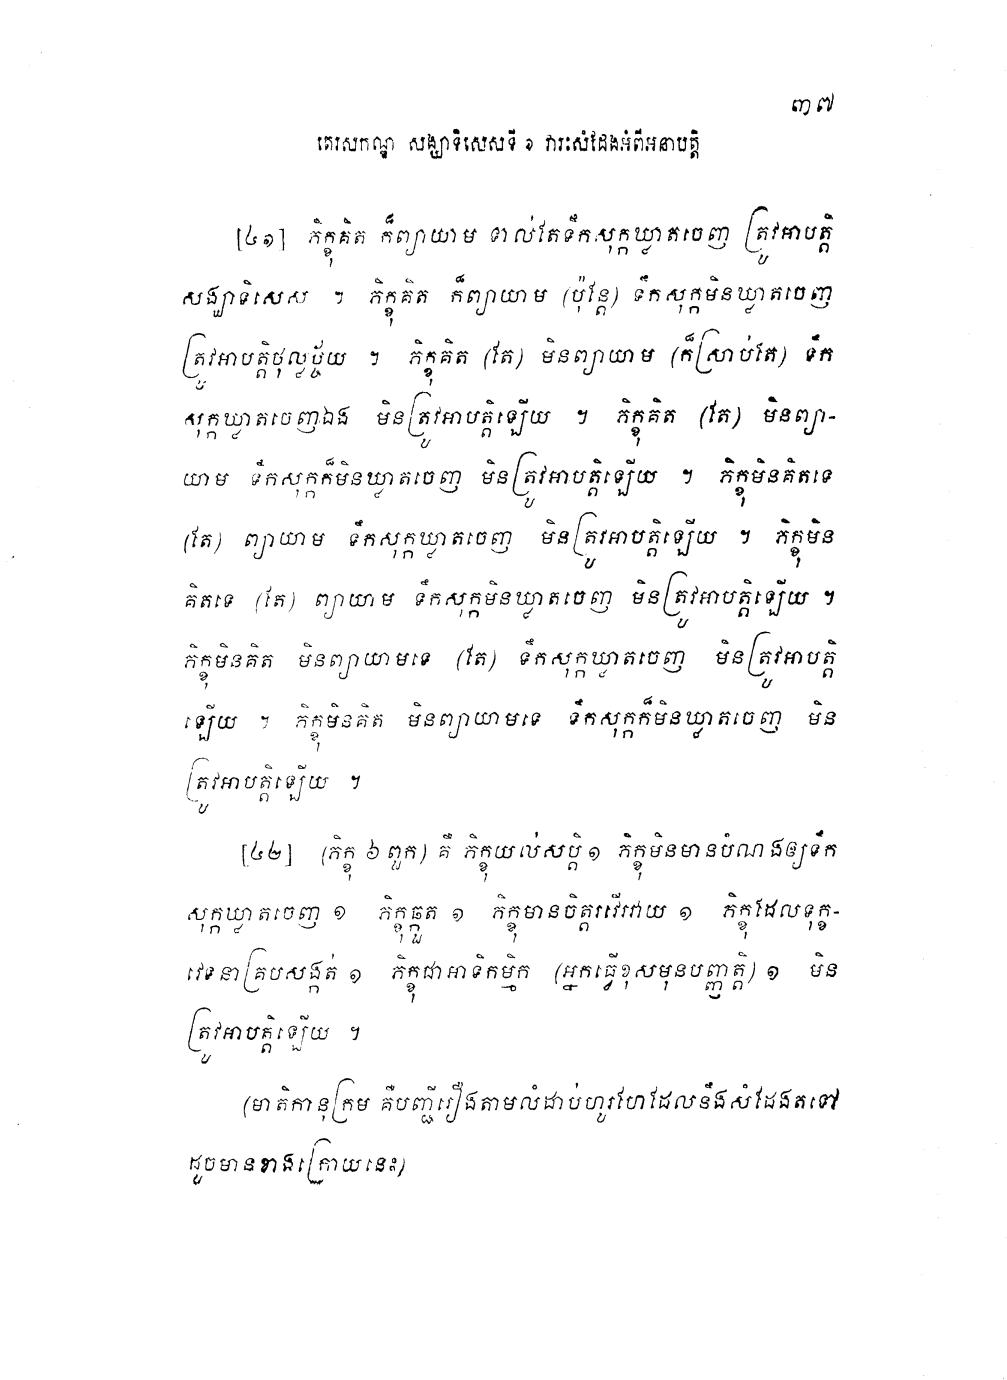 ៣៧
តេរសកណ្ឌ សង្ឃាទិសេសទី ១ វារៈសំដែងអំពីអនាបត្តិ
[៤១] ភិក្ខុគិត ក៏ព្យាយាម ទាល់តែទឹកសុក្កឃ្លាតចេញ ត្រូវអាបត្តិ
សង្ឃាទិសេស ។ ភិក្ខុគិត ក៏ព្យាយាម (ប៉ុន្តែ) ទឹកសុក្កមិនឃ្លាតចេញ
ត្រូវអាបត្តិថុល្លច្ច័យ ។ ភិក្ខុគិត (តែ) មិនព្យាយាម (ក៏ស្រាប់តែ) ទឹក
សុក្កឃ្លាតចេញឯង មិនត្រូវអាបត្តិឡើយ ។ ភិក្ខុគិត (តែ) មិនព្យា-
យាម ទឹកសុក្កក៏មិនឃ្លាតចេញ មិនត្រូវអាបត្តិឡើយ ។ ភិក្ខុមិនគិតទេ
(តែ) ព្យាយាម ទឹកសុក្កឃ្លាតចេញ មិនត្រូវអាបត្តិឡើយ ។ ភិក្ខុមិន
គិតទេ (តែ) ព្យាយាម ទឹកសុក្កមិនឃ្លាតចេញ មិនត្រូវអាបត្តិឡើយ ។
ភិក្ខុមិនគិត មិនព្យាយាមទេ (តែ) ទឹកសុក្កឃ្លាតចេញ មិនត្រូវអាបត្តិ
ឡើយ ។ ភិក្ខុមិនគិត មិនព្យាយាមទេ ទឹកសុក្កក៏មិនឃ្លាតចេញ មិន
ត្រូវអាបត្តិឡើយ ។
[៤២] (ភិក្ខុ ៦ ពួក) គឺ ភិក្ខុយល់សប្តិ ១ ភិក្ខុមិនមានបំណងឲ្យទឹក
សុក្កឃ្លាតចេញ ១ ភិក្ខុឆ្កួត ១ ភិក្ខុមានចិត្តរវើរវាយ ១ ភិក្ខុដែលទុក្ខ-
វេទនាគ្របសង្កត់ ១ ភិក្ខុជាអាទិកម្មិក (អ្នកធ្វើខុសមុនបញ្ញត្តិ) ១ មិន
ត្រូវអាបត្តិឡើយ ។
(មាតិកានុក្រម គឺបញ្ជីរឿងតាមលំដាប់ហូរហែដែលនឹងសំដែងតទៅ
ដូចមានខាងក្រោយនេះ)